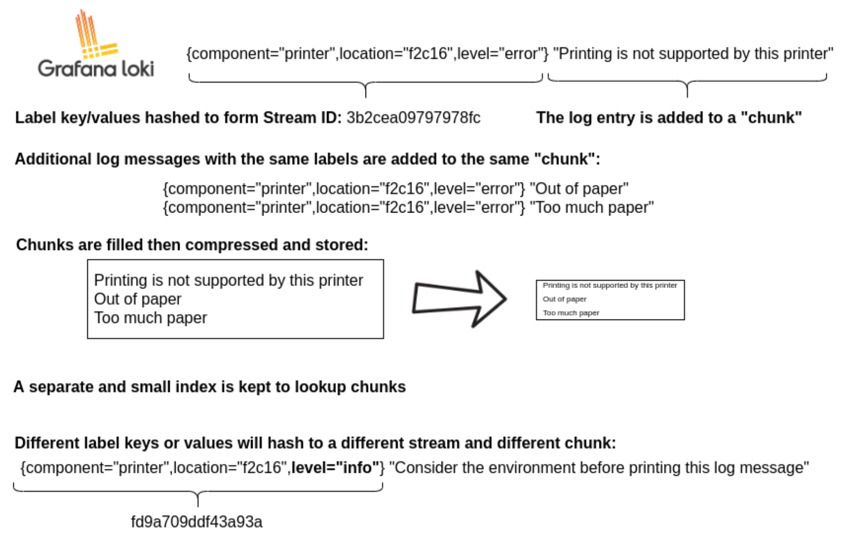 Grafana loki
{component="printer",location="f2c16",level="error"} "Printing is not supported by this printer"
Label key/values hashed to form Stream ID: 3b2cea09797978fc
The log entry is added to a "chunk"
Additional log messages with the same labels are added to the same "chunk":
{component="printer",location="f2c16",level="error"} "Out of paper"
{component="printer",location="f2c16",level="error"} "Too much paper"
Chunks are filled then compressed and stored:
Printing is not supported by this printer
Out of paper
Too much paper
Printing is not supported by this printer
Out of paper
Too much paper
A separate and small index is kept to lookup chunks
Different label keys or values will hash to a different stream and different chunk:
{component="printer",location="f2c16",level="info"} "Consider the environment before printing this log message"
fd9a709ddf43a93a